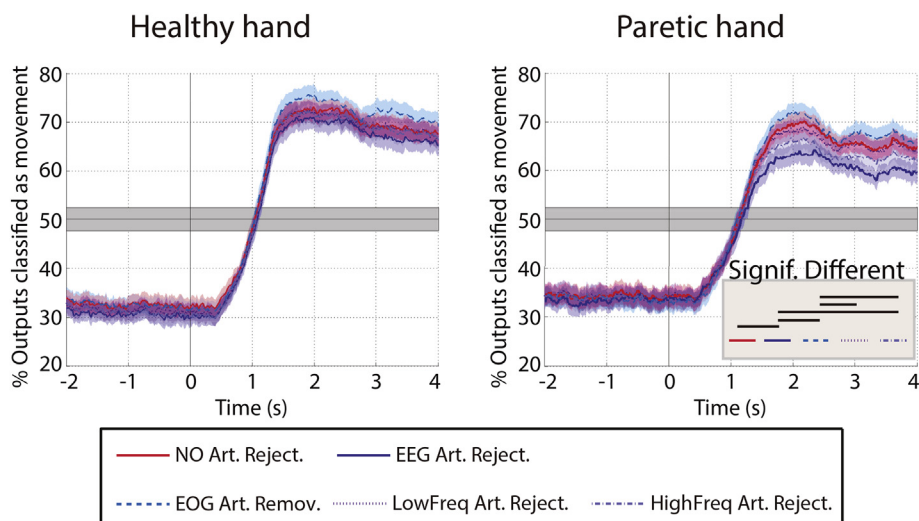 Healthy hand
Paretic hand
% Outputs classified as movement
80
70
60
50
40
30
20
-2 -1 0 1 2 3 4
Time (s)
% Outputs classified as movement
80
70
60
50
40
30
20
-2 -1 0 1 2 3 4
Time (s)
Signif. Different
NO Art. Reject.
EEG Art. Reject.
EOG Art. Remov.
LowFreq Art. Reject.
HighFreq Art. Reject.